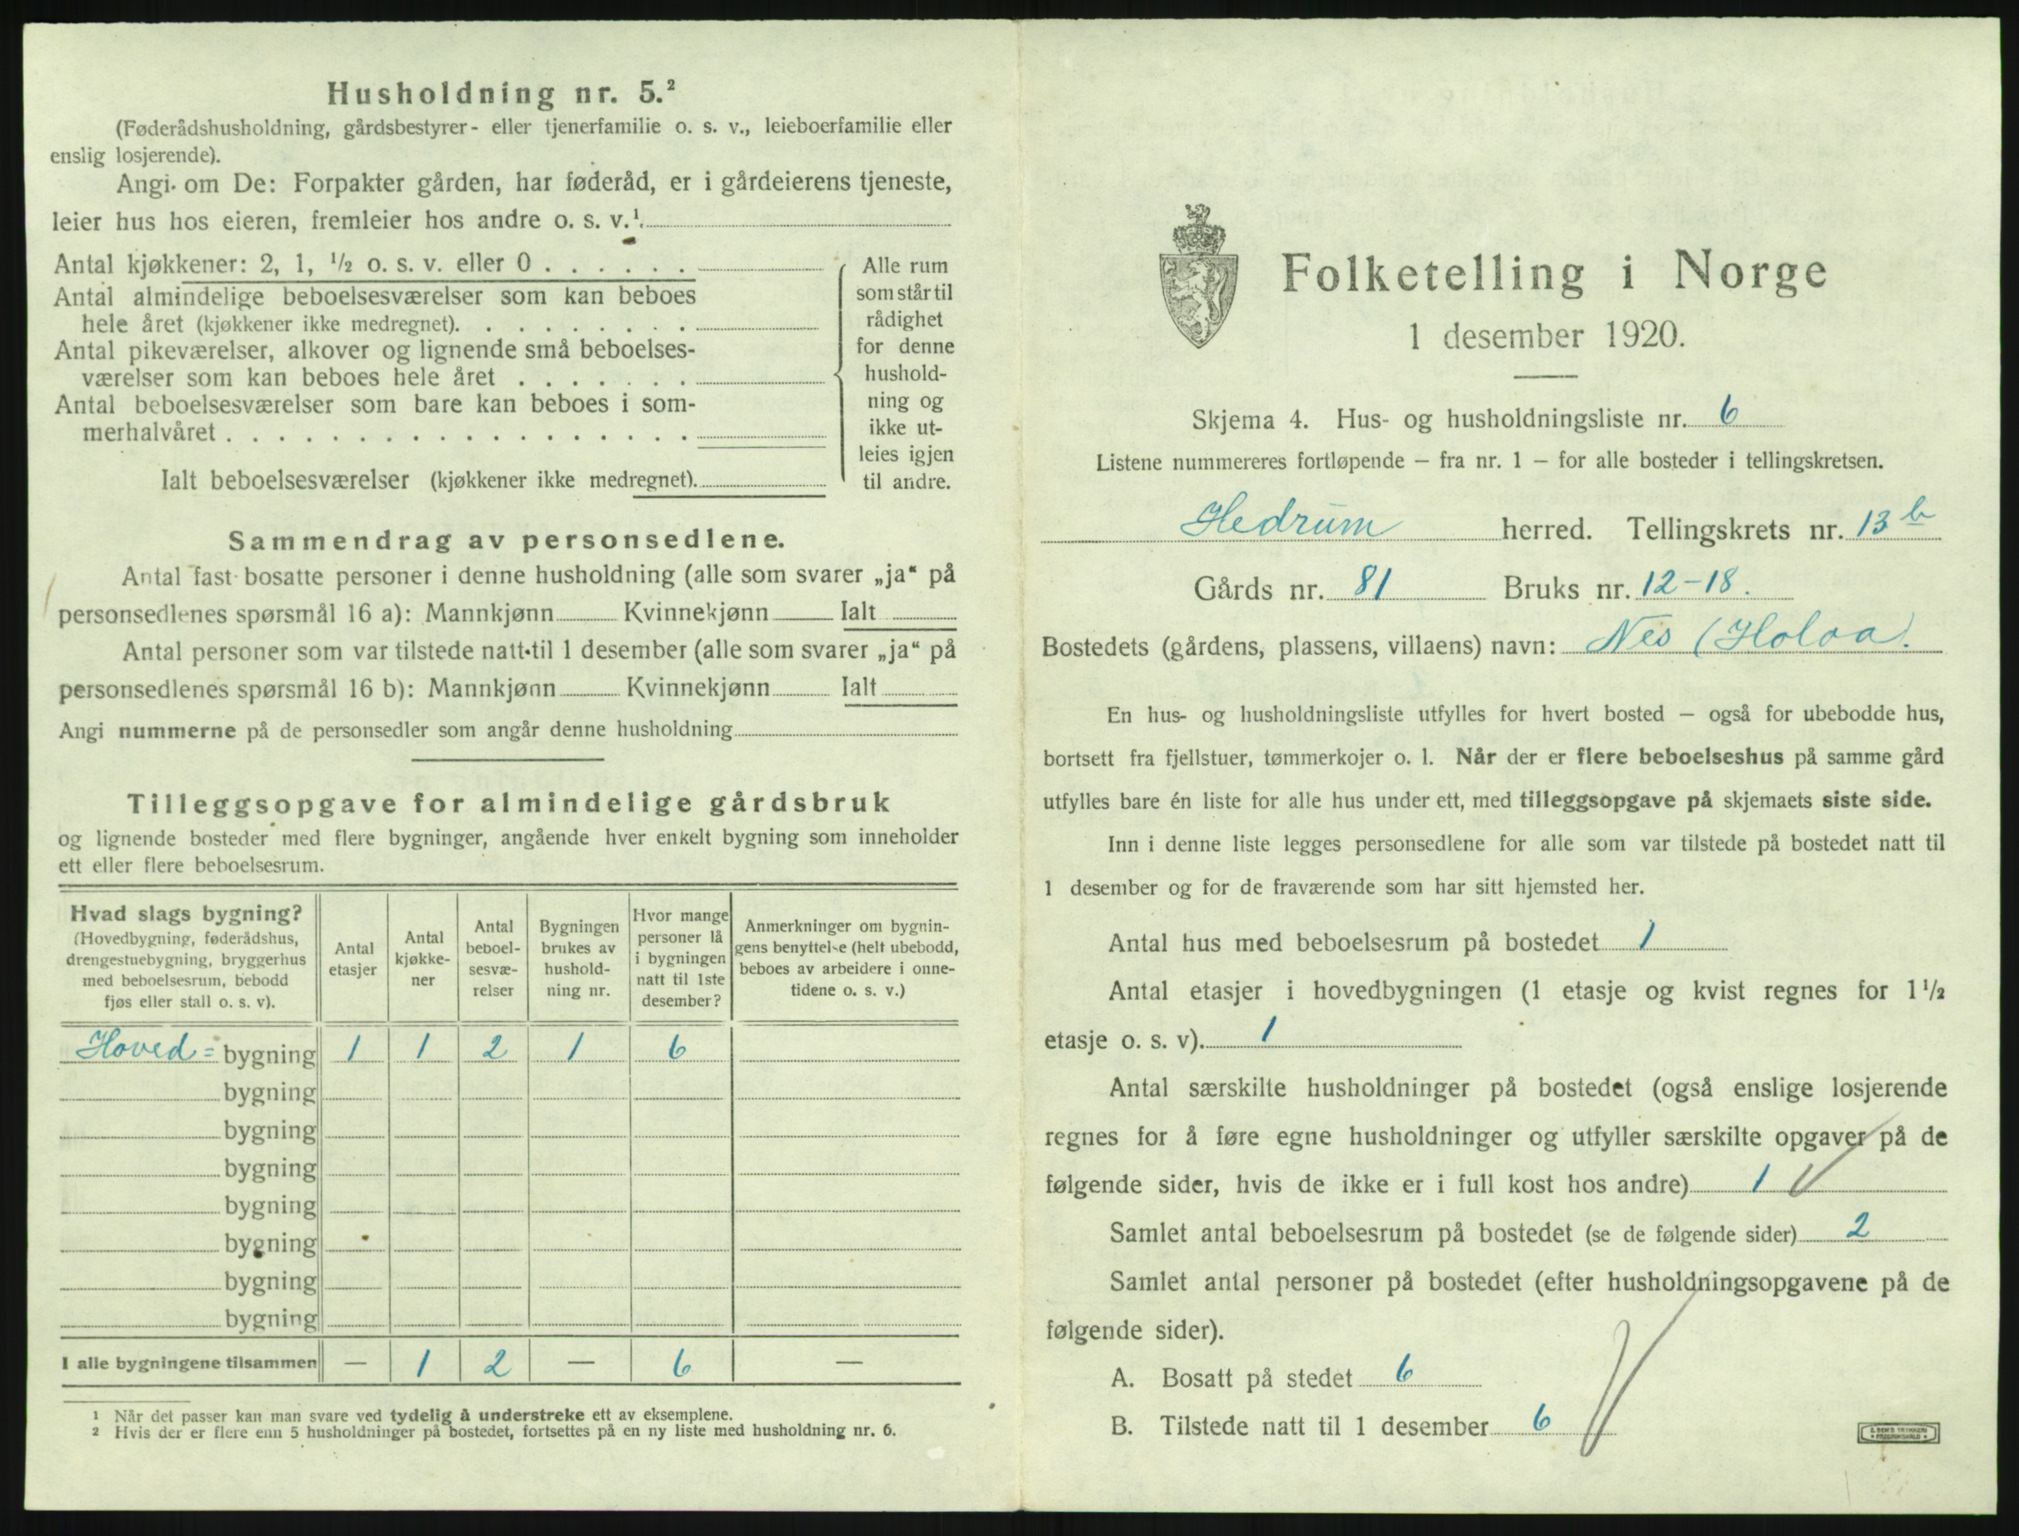 Husholdning nr. 5.²
(Føderådshusholdning, gårdsbestyrer- eller tjenerfamilie o. s. v., leieboerfamilie eller
enslig losjerende).
Angi om De: Forpakter gården, har føderåd, er i gårdeierens tjeneste,
leier hus hos eieren, fremleier hos andre o. s. v.¹.
Antal kjøkkener: 2, 1, ½ o. s. v. eller 0 . . . . . .
Antal almindelige beboelsesværelser som kan beboes
hele året (kjøkkener ikke medregnet). . . . . . . . .
Antal pikeværelser, alkover og lignende små beboelses-
værelser som kan beboes hele året . . . . . . .
Antal beboelsesværelser som bare kan beboes i som-
merhalvåret . . . . . . . . . . . . . . . . . .
Ialt beboelsesværelser (kjøkkener ikke medregnet).
Alle rum
som står til
rådighet
for denne
hushold-
ning og
ikke ut-
leies igjen
til andre.
Sammendrag av personsedlene.
Antal fast bosatte personer i denne husholdning (alle som svarer „ja“ på
personsedlenes spørsmål 16 a): Mannkjønn Kvinnekjønn Ialt
Antal personer som var tilstede natt til 1 desember (alle som svarer „ja“ på
personsedlenes spørsmål 16 b): Mannkjønn Kvinnekjønn Ialt
Angi nummerne på de personsedler som angår denne husholdning
Tilleggsopgave for almindelige gårdsbruk
og lignende bosteder med flere bygninger, angående hver enkelt bygning som inneholder
ett eller flere beboelsesrum.
Hvad slags bygning?
(Hovedbygning, føderådshus,
drengestuebygning, bryggerhus
med beboelsesrum, bebodd
fjøs eller stall o. s. v).
Antal
etasjer
Antal
kjøkke-
ner
Antal
beboel-
sesvæ-
relser
Bygningen
brukes av
hushold-
ning nr.
Hvor mange
personer lå
i bygningen
natt til 1ste
desember?
Anmerkninger om bygnin-
gens benyttelse (helt ubebodd,
beboes av arbeidere i onne-
tidene o. s. v.)
Hoved= bygning 1 1 2 1 6
bygning
bygning
bygning
bygning
bygning
bygning
bygning
I alle bygningene tilsammen — 1 2 — 6 —
¹ Når det passer kan man svare ved tydelig å understreke ett av eksemplene.
² Hvis der er flere enn 5 husholdninger på bostedet, fortsettes på en ny liste med husholdning nr. 6.
Folketelling i Norge
1 desember 1920.
Skjema 4. Hus- og husholdningsliste nr. 6
Listene nummereres fortløpende – fra nr. 1 – for alle bosteder i tellingskretsen.
Hedrum herred. Tellingskrets nr. 13 b
Gårds nr. 81 Bruks nr. 12-18.
Bostedets (gårdens, plassens, villaens) navn: Nes (Holoa).
En hus- og husholdningsliste utfylles for hvert bosted – også for ubebodde hus,
bortsett fra fjellstuer, tømmerkojer o. l. Når der er flere beboelseshus på samme gård
utfylles bare én liste for alle hus under ett, med tilleggsopgave på skjemaets siste side.
Inn i denne liste legges personsedlene for alle som var tilstede på bostedet natt til
1 desember og for de fraværende som har sitt hjemsted her.
Antal hus med beboelsesrum på bostedet 1
Antal etasjer i hovedbygningen (1 etasje og kvist regnes for 1½
etasje o. s. v). 1
Antal særskilte husholdninger på bostedet (også enslige losjerende
regnes for å føre egne husholdninger og utfyller særskilte opgaver på de
følgende sider, hvis de ikke er i full kost hos andre) 1
Samlet antal beboelsesrum på bostedet (se de følgende sider) 2
Samlet antal personer på bostedet (efter husholdningsopgavene på de
følgende sider).
A. Bosatt på stedet 6
B. Tilstede natt til 1 desember 6